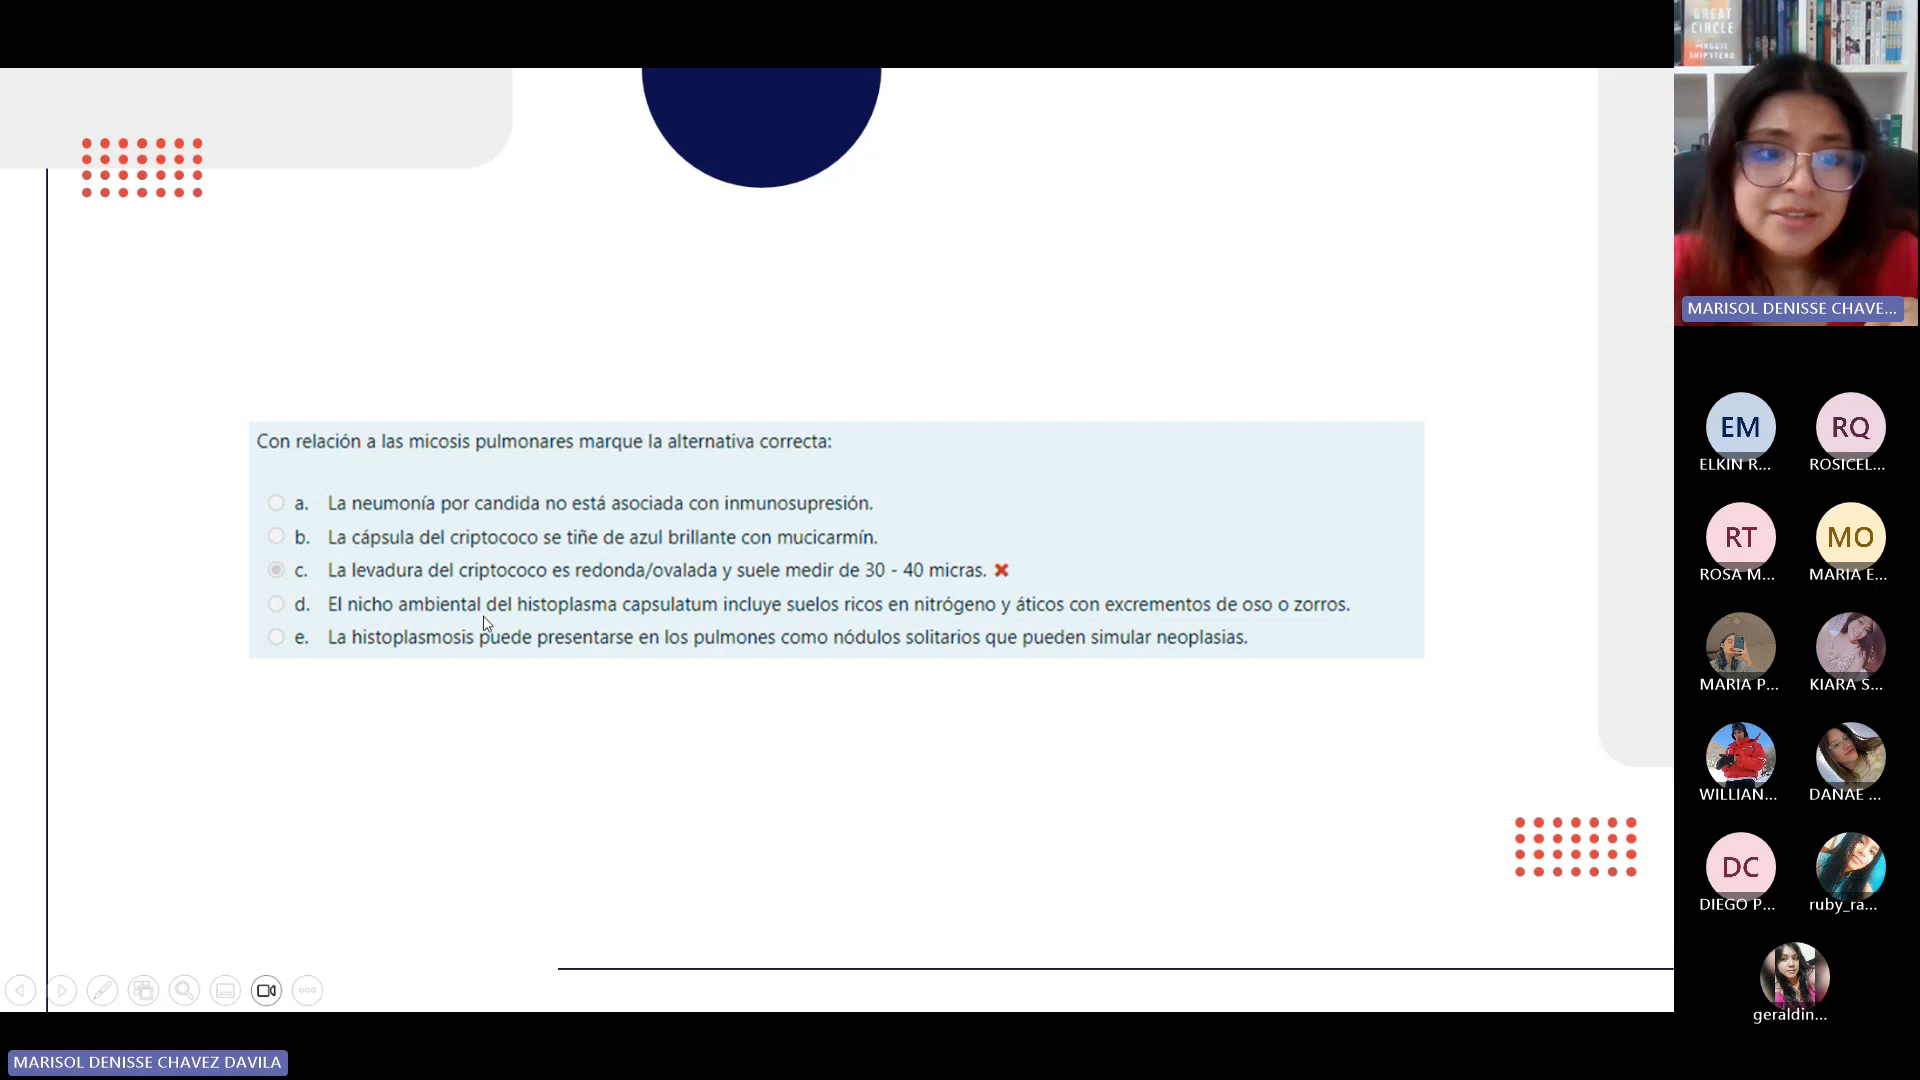 GREAT
CIRCLE
MAGGIE
SHIPSTEAD
MARISOL DENISSE CHAVE...
Con relación a las micosis pulmonares marque la alternativa correcta:
a. La neumonía por candida no está asociada con inmunosupresión.
b. La cápsula del criptococo se tiñe de azul brillante con mucicarmín.
c. La levadura del criptococo es redonda/ovalada y suele medir de 30 - 40 micras.
d. El nicho ambiental del histoplasma capsulatum incluye suelos ricos en nitrógeno y áticos con excrementos de oso o zorros.
e. La histoplasmosis puede presentarse en los pulmones como nódulos solitarios que pueden simular neoplasias.
EM RQ
ELKIN R... ROSICEL...
RT MO
ROSA M... MARIA E...
MARIA P... KIARA S...
WILLIAN... DANAE ...
DC
DIEGO P... ruby_ra...
geraldin...
MARISOL DENISSE CHAVEZ DAVILA